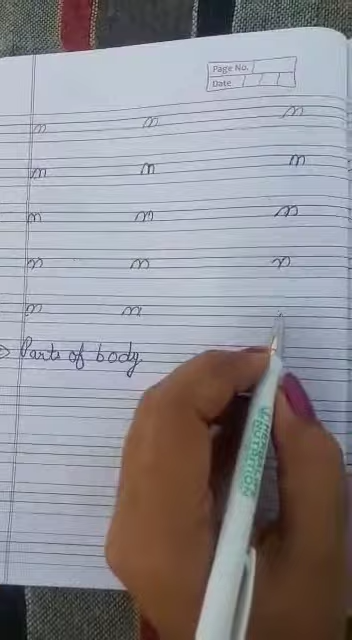 Page No.
Date
n n n
n n n
n n n
n n n
n n
Parts of body